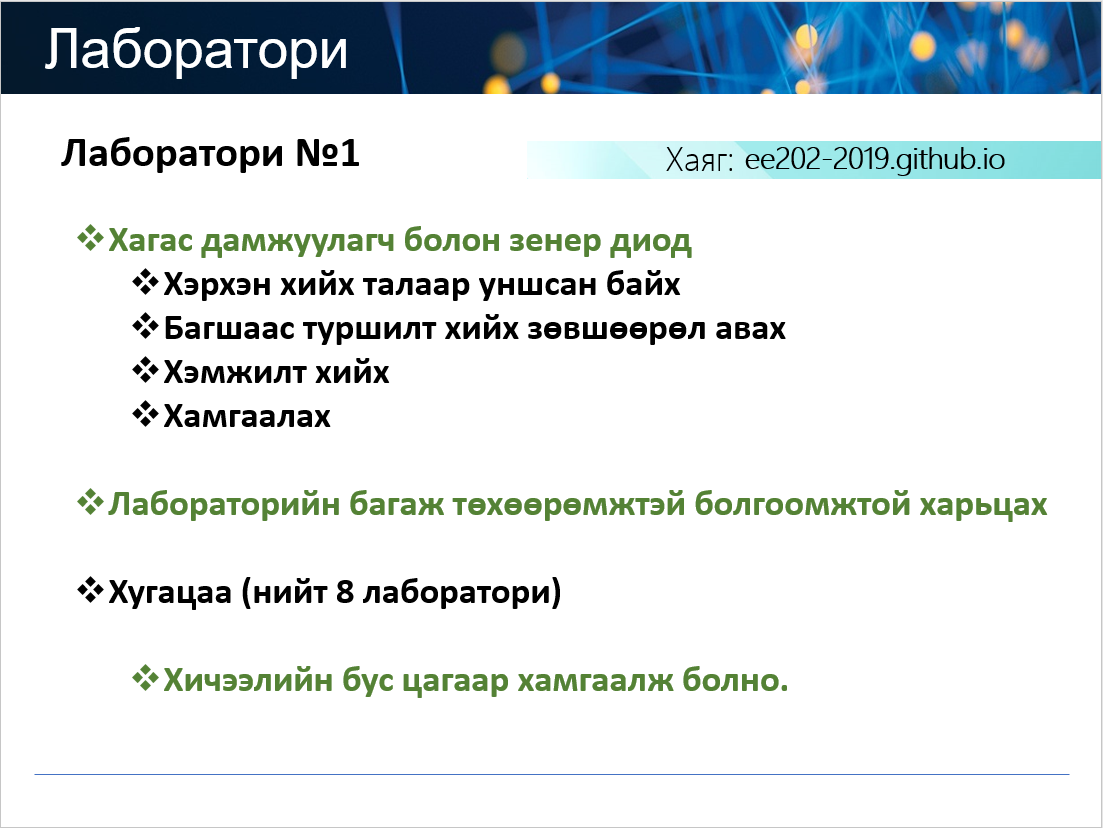 Лаборатори
Лаборатори №1
Хаяг: ee202-2019.github.io
❖Хагас дамжуулагч болон зенер диод
❖Хэрхэн хийх талаар уншсан байх
❖Багшаас туршилт хийх зөвшөөрөл авах
❖Хэмжилт хийх
❖Хамгаалах
❖Лабораторийн багаж төхөөрөмжтэй болгоомжтой харьцах
❖Хугацаа (нийт 8 лаборатори)
❖Хичээлийн бус цагаар хамгаалж болно.